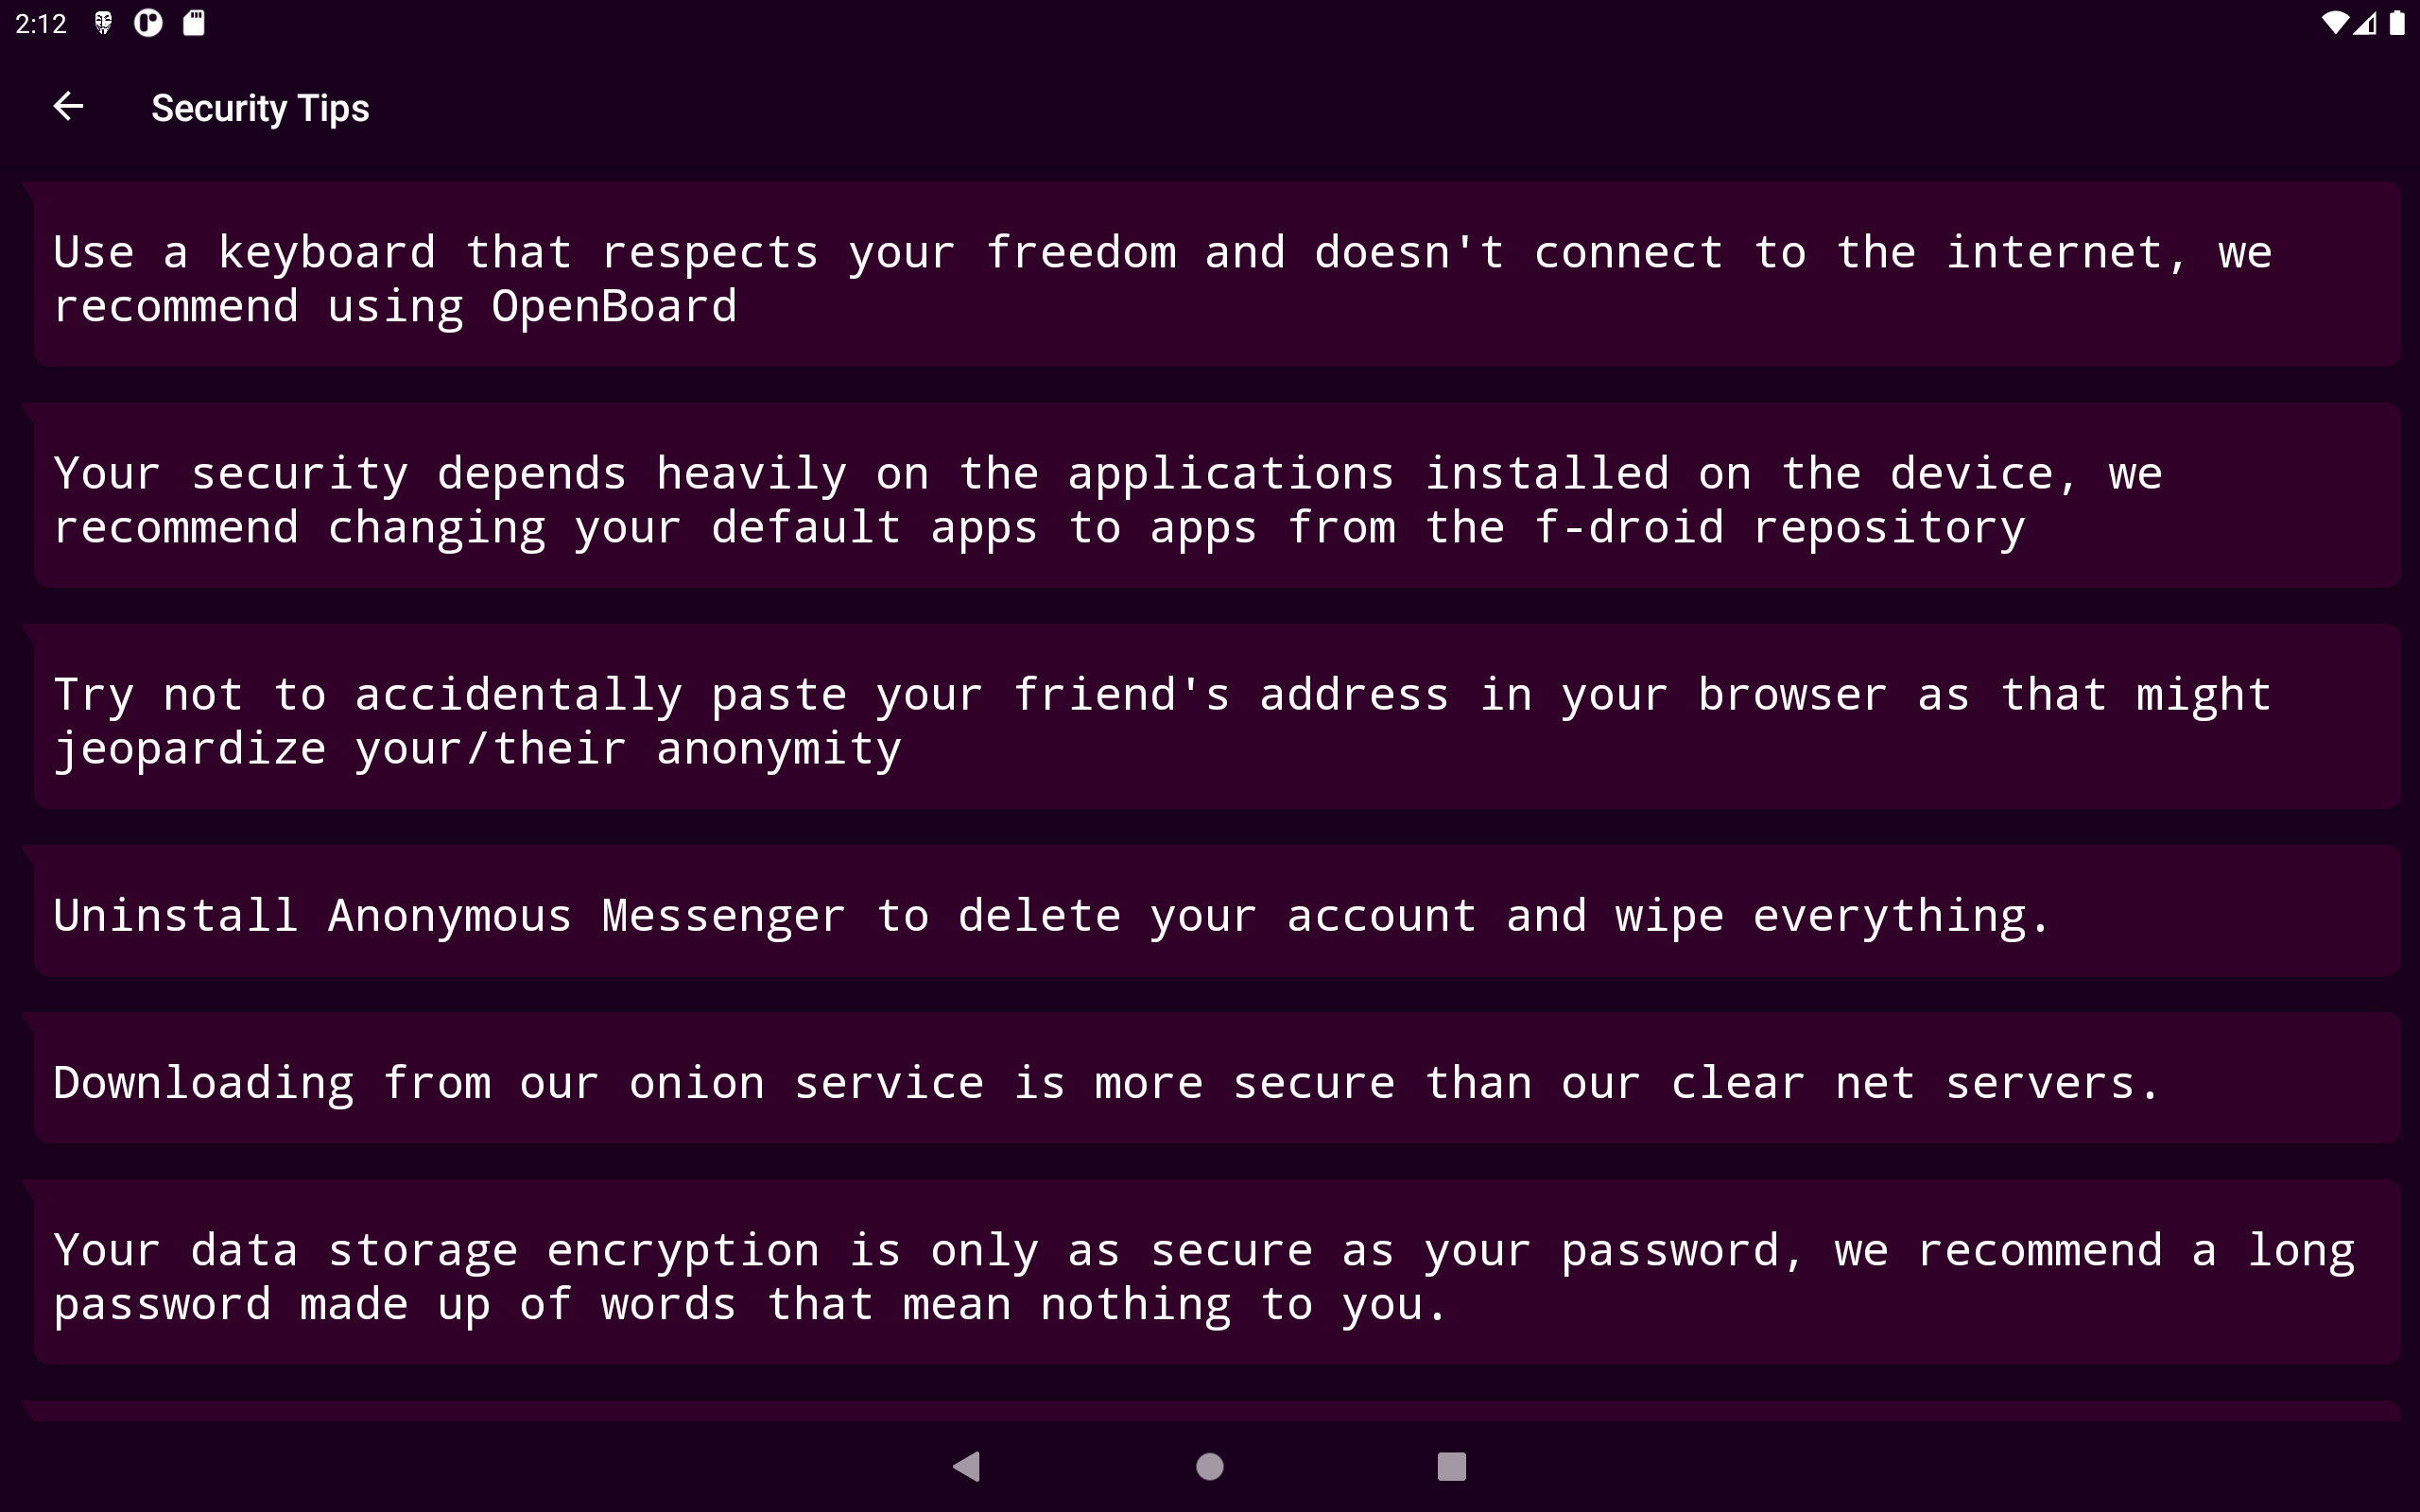 2:12
Security Tips
Use a keyboard that respects your freedom and doesn't connect to the internet, we
recommend using OpenBoard
Your security depends heavily on the applications installed on the device, we
recommend changing your default apps to apps from the f-droid repository
Try not to accidentally paste your friend's address in your browser as that might
jeopardize your/their anonymity
Uninstall Anonymous Messenger to delete your account and wipe everything.
Downloading from our onion service is more secure than our clear net servers.
Your data storage encryption is only as secure as your password, we recommend a long
password made up of words that mean nothing to you.